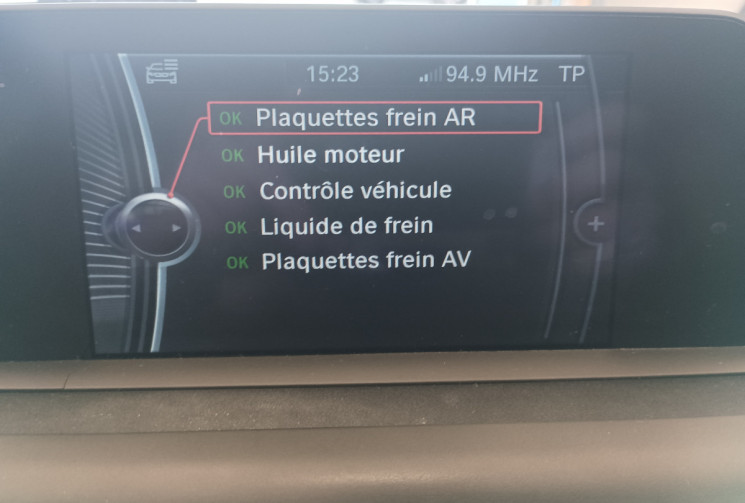 15:23 94.9 MHz TP
OK Plaquettes frein AR
OK Huile moteur
OK Contrôle véhicule
OK Liquide de frein
OK Plaquettes frein AV